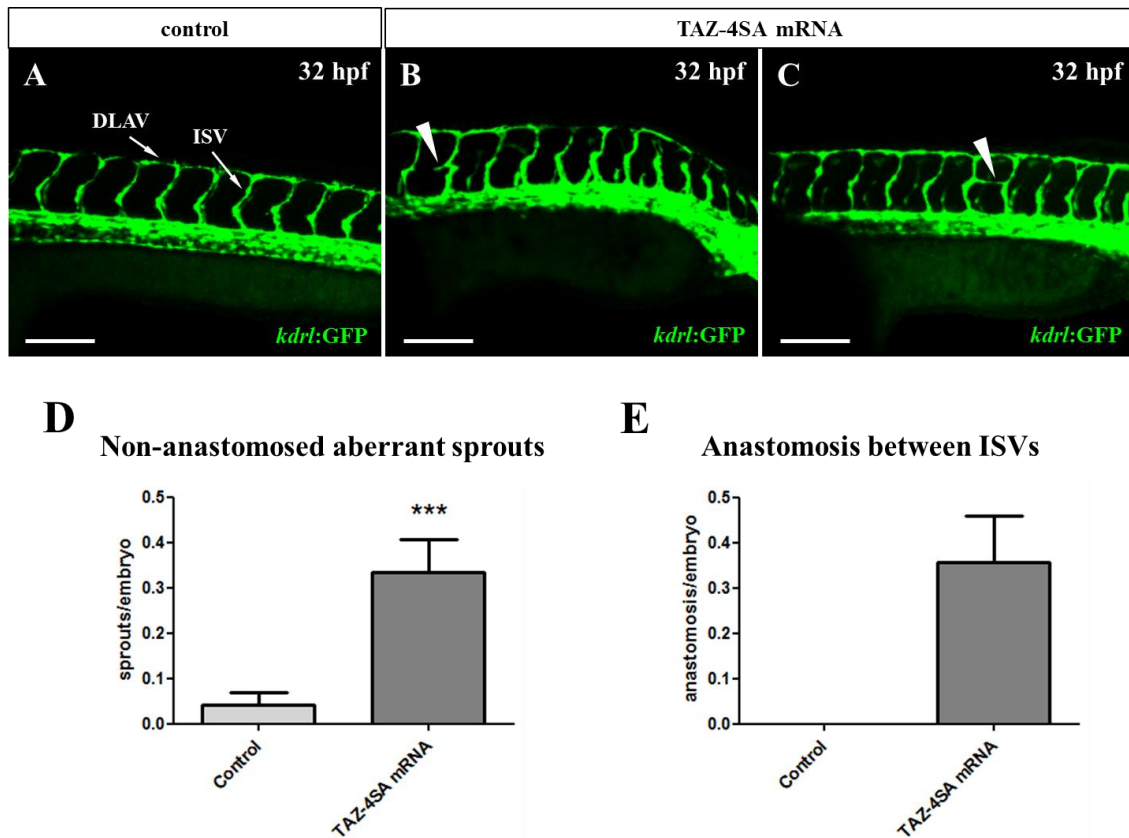 control
TAZ-4SA mRNA
A
32 hpf
DLAV
ISV
kdrl:GFP
B
32 hpf
kdrl:GFP
C
32 hpf
kdrl:GFP
D
Non-anastomosed aberrant sprouts
sprouts/embryo
0.5
0.4
0.3
0.2
0.1
0.0
***
Control
TAZ-4SA mRNA
E
Anastomosis between ISVs
anastomosis/embryo
0.5
0.4
0.3
0.2
0.1
0.0
Control
TAZ-4SA mRNA